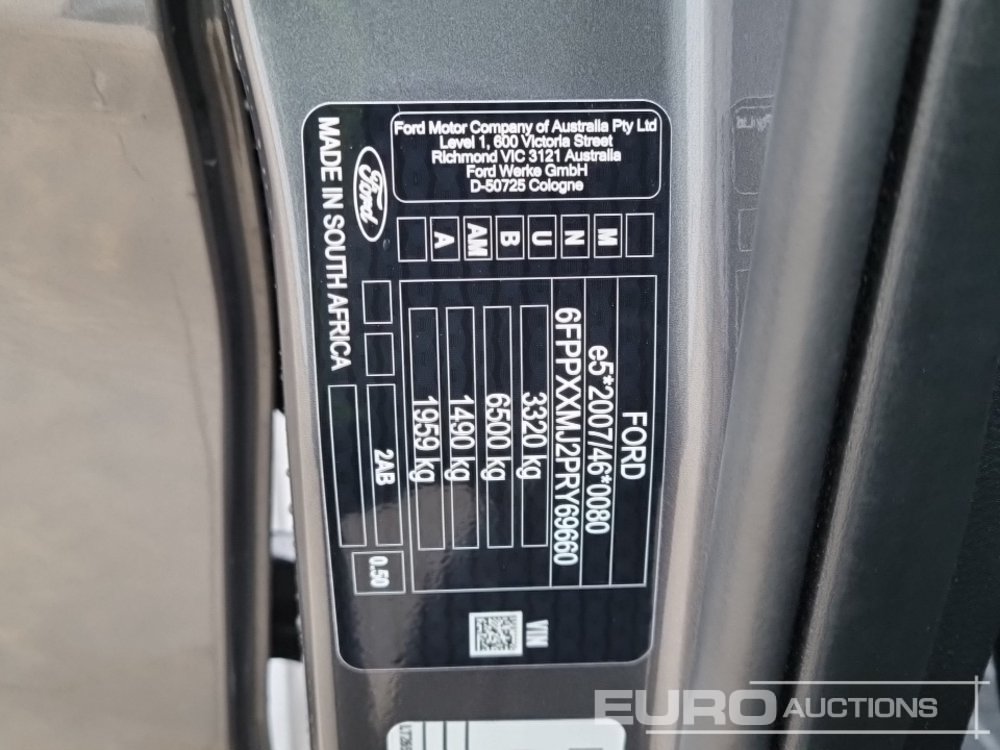 Ford Motor Company of Australia Pty Ltd
Level 1, 600 Victoria Street
Richmond VIC 3121 Australia
Ford Werke GmbH
D-50725 Cologne
Ford
MADE IN SOUTH AFRICA
M
N
U
B
AM
A
FORD
e5*2007/46*0080
6FPPXXMJ2PRY69660
3320 kg
6500 kg
1490 kg
1959 kg
2AB
0.50
VIN
EURO AUCTIONS